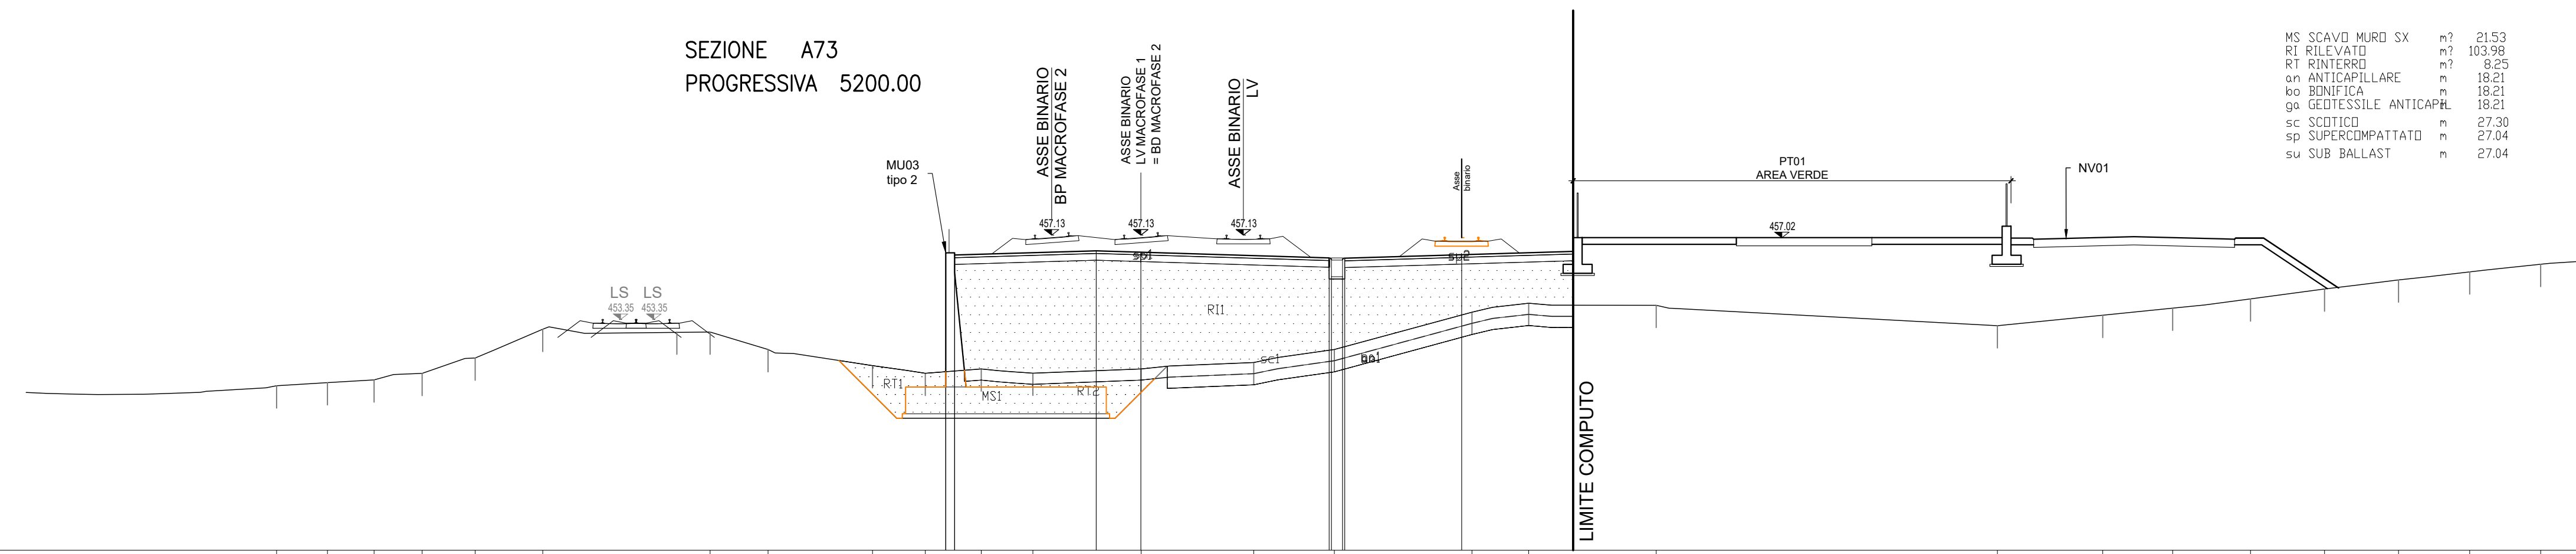 SEZIONE A73
PROGRESSIVA 5200.00
MS SCAVO MURO SX m? 21.53
RI RILEVATO m? 103.98
RT RINTERRO m? 8.25
an ANTICAPILLARE m 18.21
bo BONIFICA m 18.21
ga GEOTESSILE 18.21
sc SCOTICO m 27.30
sp SUPERCOMPATTATO m 27.04
su SUB BALLAST m 27.04
ASSE BINARIO
BP MACROFASE 2
ASSE BINARIO
LV MACROFASE 1
= BD MACROFASE 2
ASSE BINARIO
LV
Asse
binario
MU03
tipo 2
PT01
AREA VERDE
NV01
457.13
457.13
457.13
457.02
LS LS
453.35 453.35
RI1
sc1
RT1
MS1
RT2
LIMITE COMPUTO